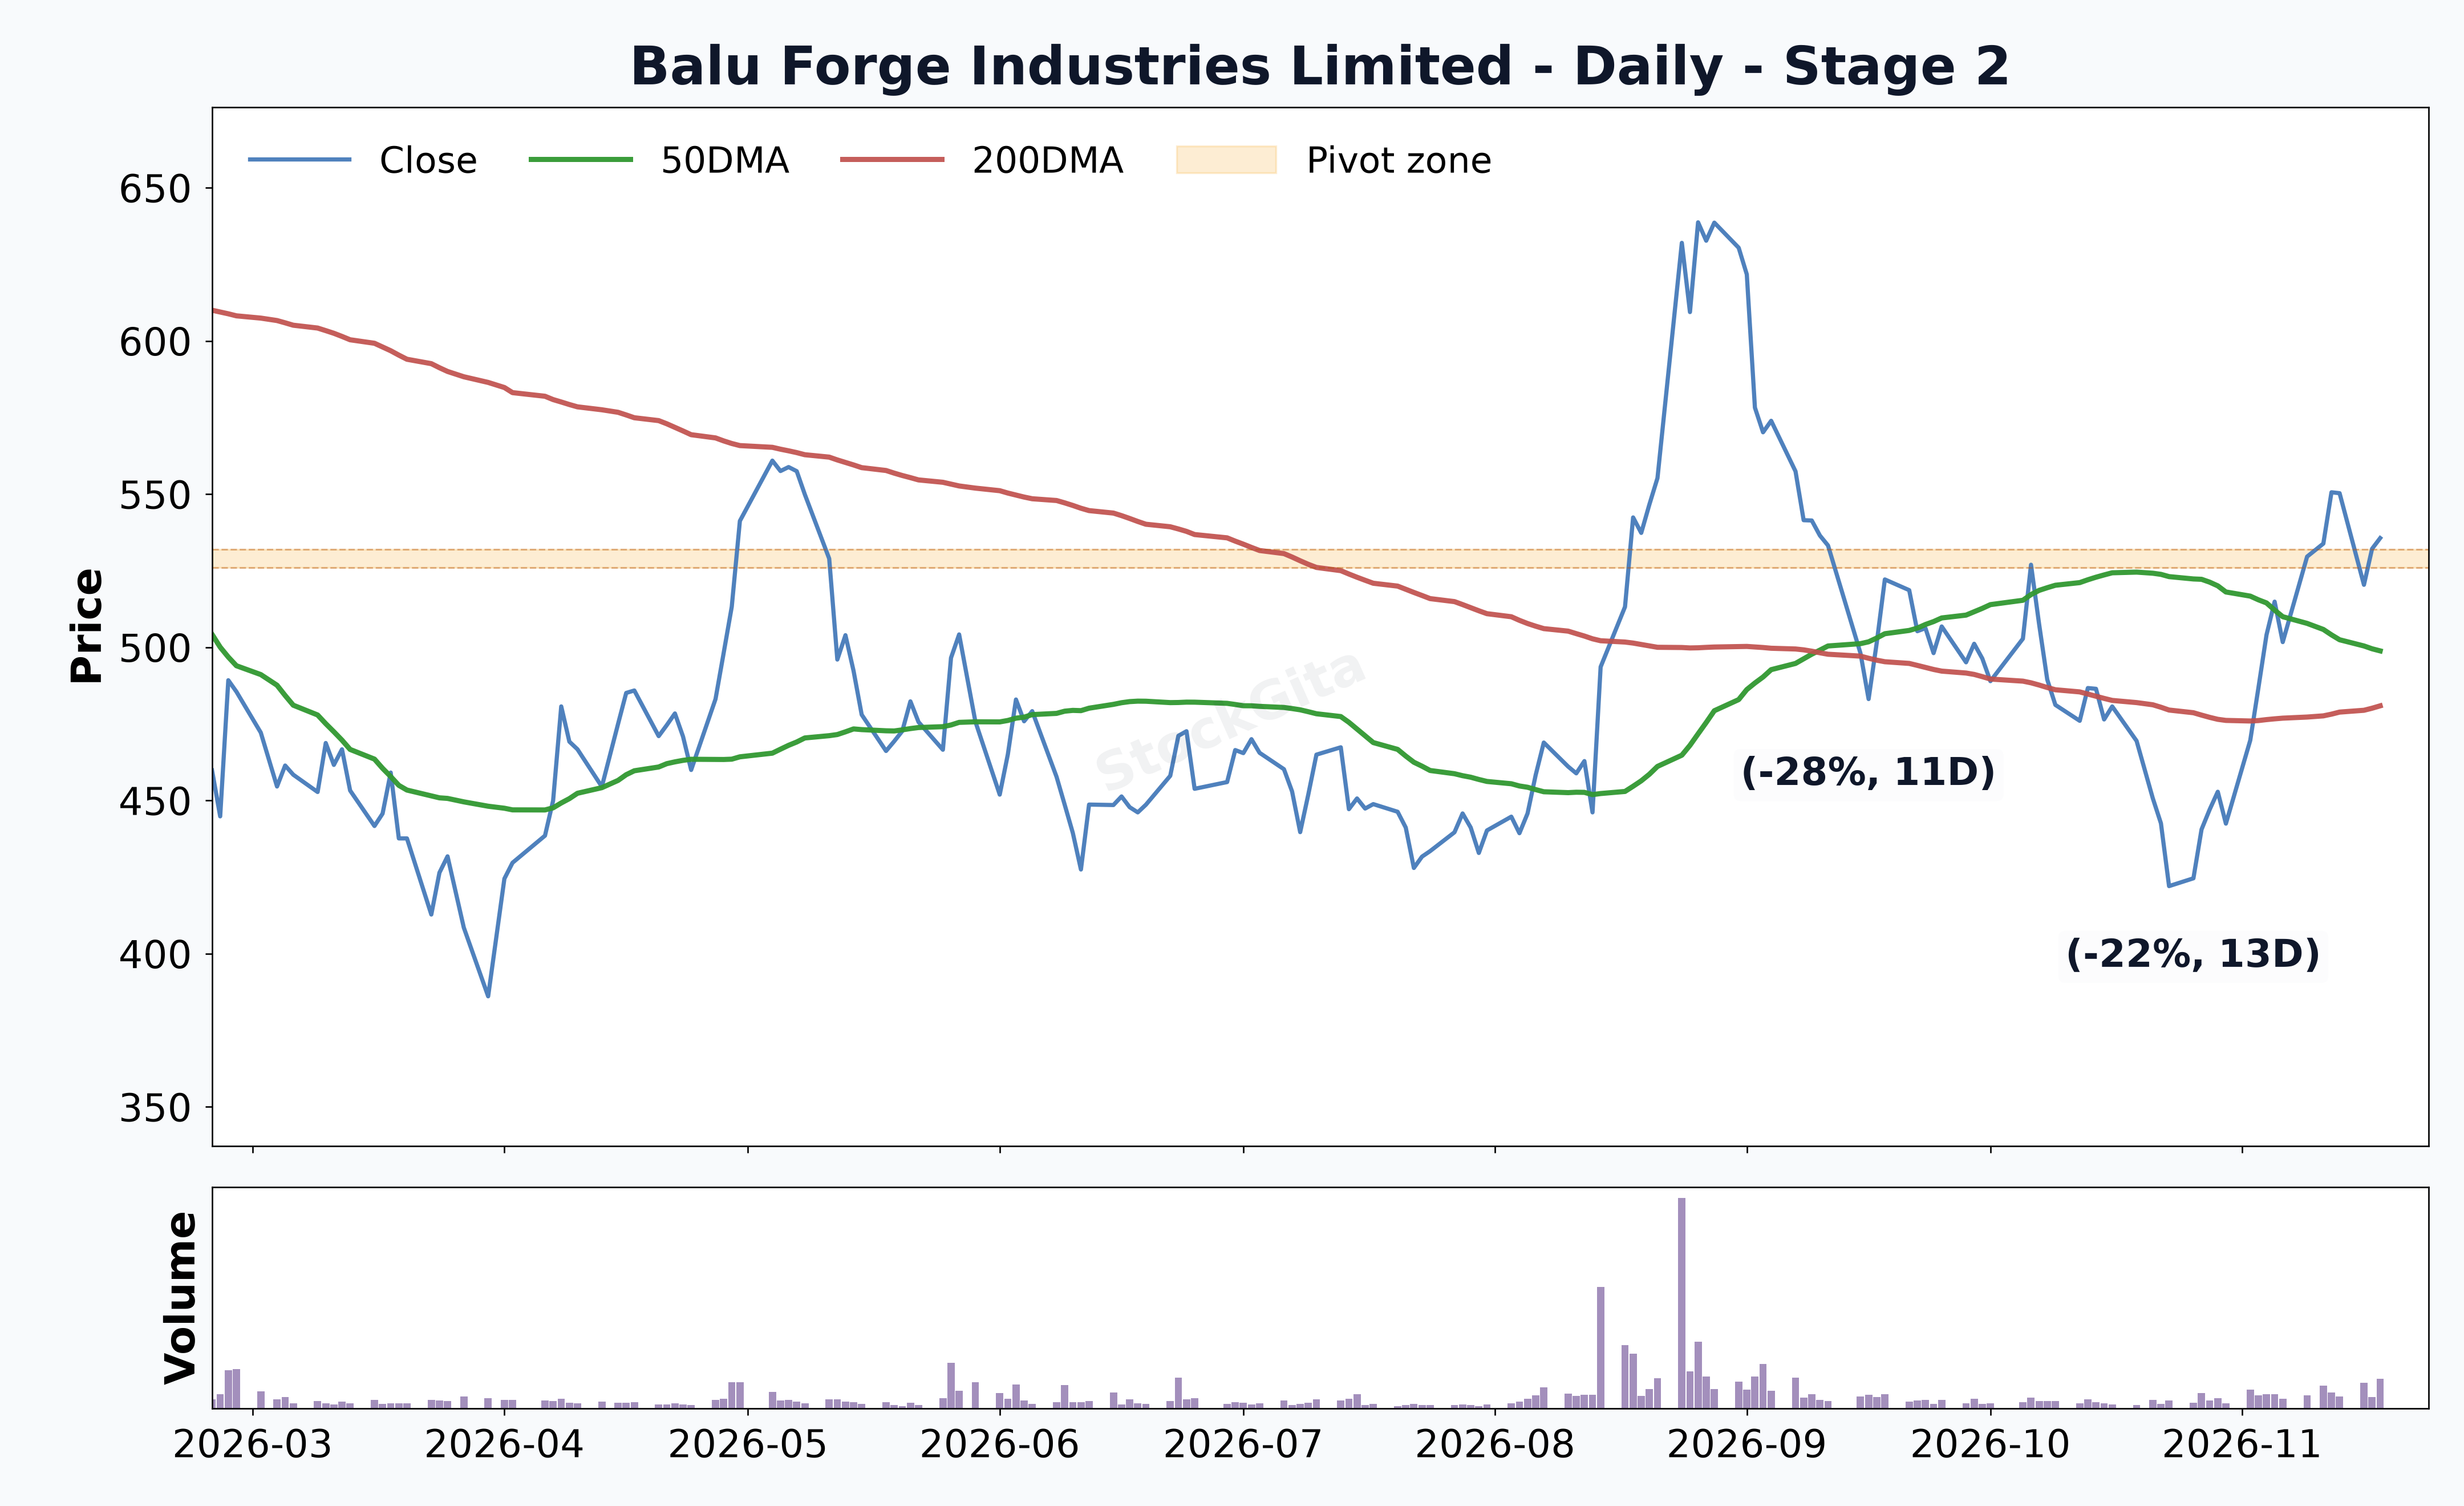 Balu Forge Industries Limited - Daily - Stage 2
Close 50DMA 200DMA Pivot zone
Price
650
600
550
500
450
400
350
StockGita
(-28%, 11D)
(-22%, 13D)
Volume
2026-03 2026-04 2026-05 2026-06 2026-07 2026-08 2026-09 2026-10 2026-11